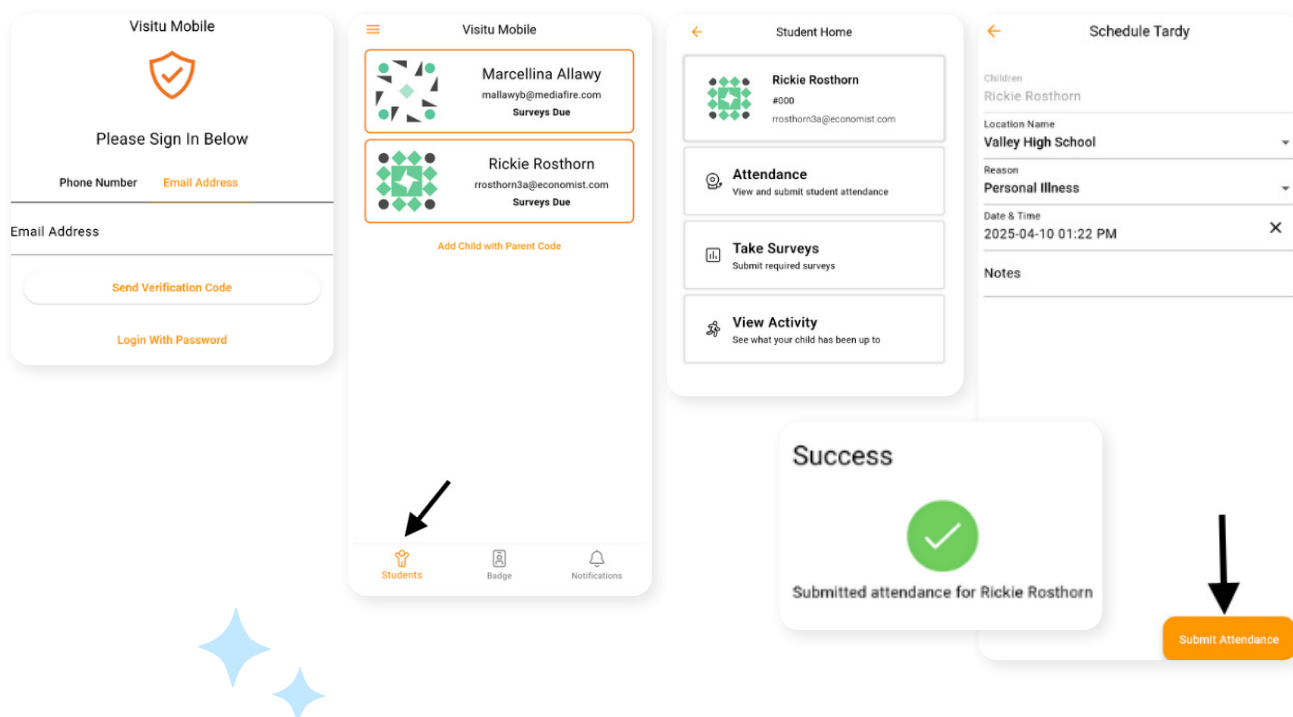 Visitu Mobile
Please Sign In Below
Phone Number
Email Address
Email Address
Send Verification Code
Login With Password
Visitu Mobile
Marcellina Allawy
mallawyb@mediafire.com
Surveys Due
Rickie Rosthorn
rrosthorn3a@economist.com
Surveys Due
Add Child with Parent Code
Students
Badge
Notifications
Student Home
Rickie Rosthorn
#000
rrosthorn3a@economist.com
Attendance
View and submit student attendance
Take Surveys
Submit required surveys
View Activity
See what your child has been up to
Schedule Tardy
Children
Rickie Rosthorn
Location Name
Valley High School
Reason
Personal Illness
Date & Time
2025-04-10 01:22 PM
Notes
Submit Attendance
Success
Submitted attendance for Rickie Rosthorn